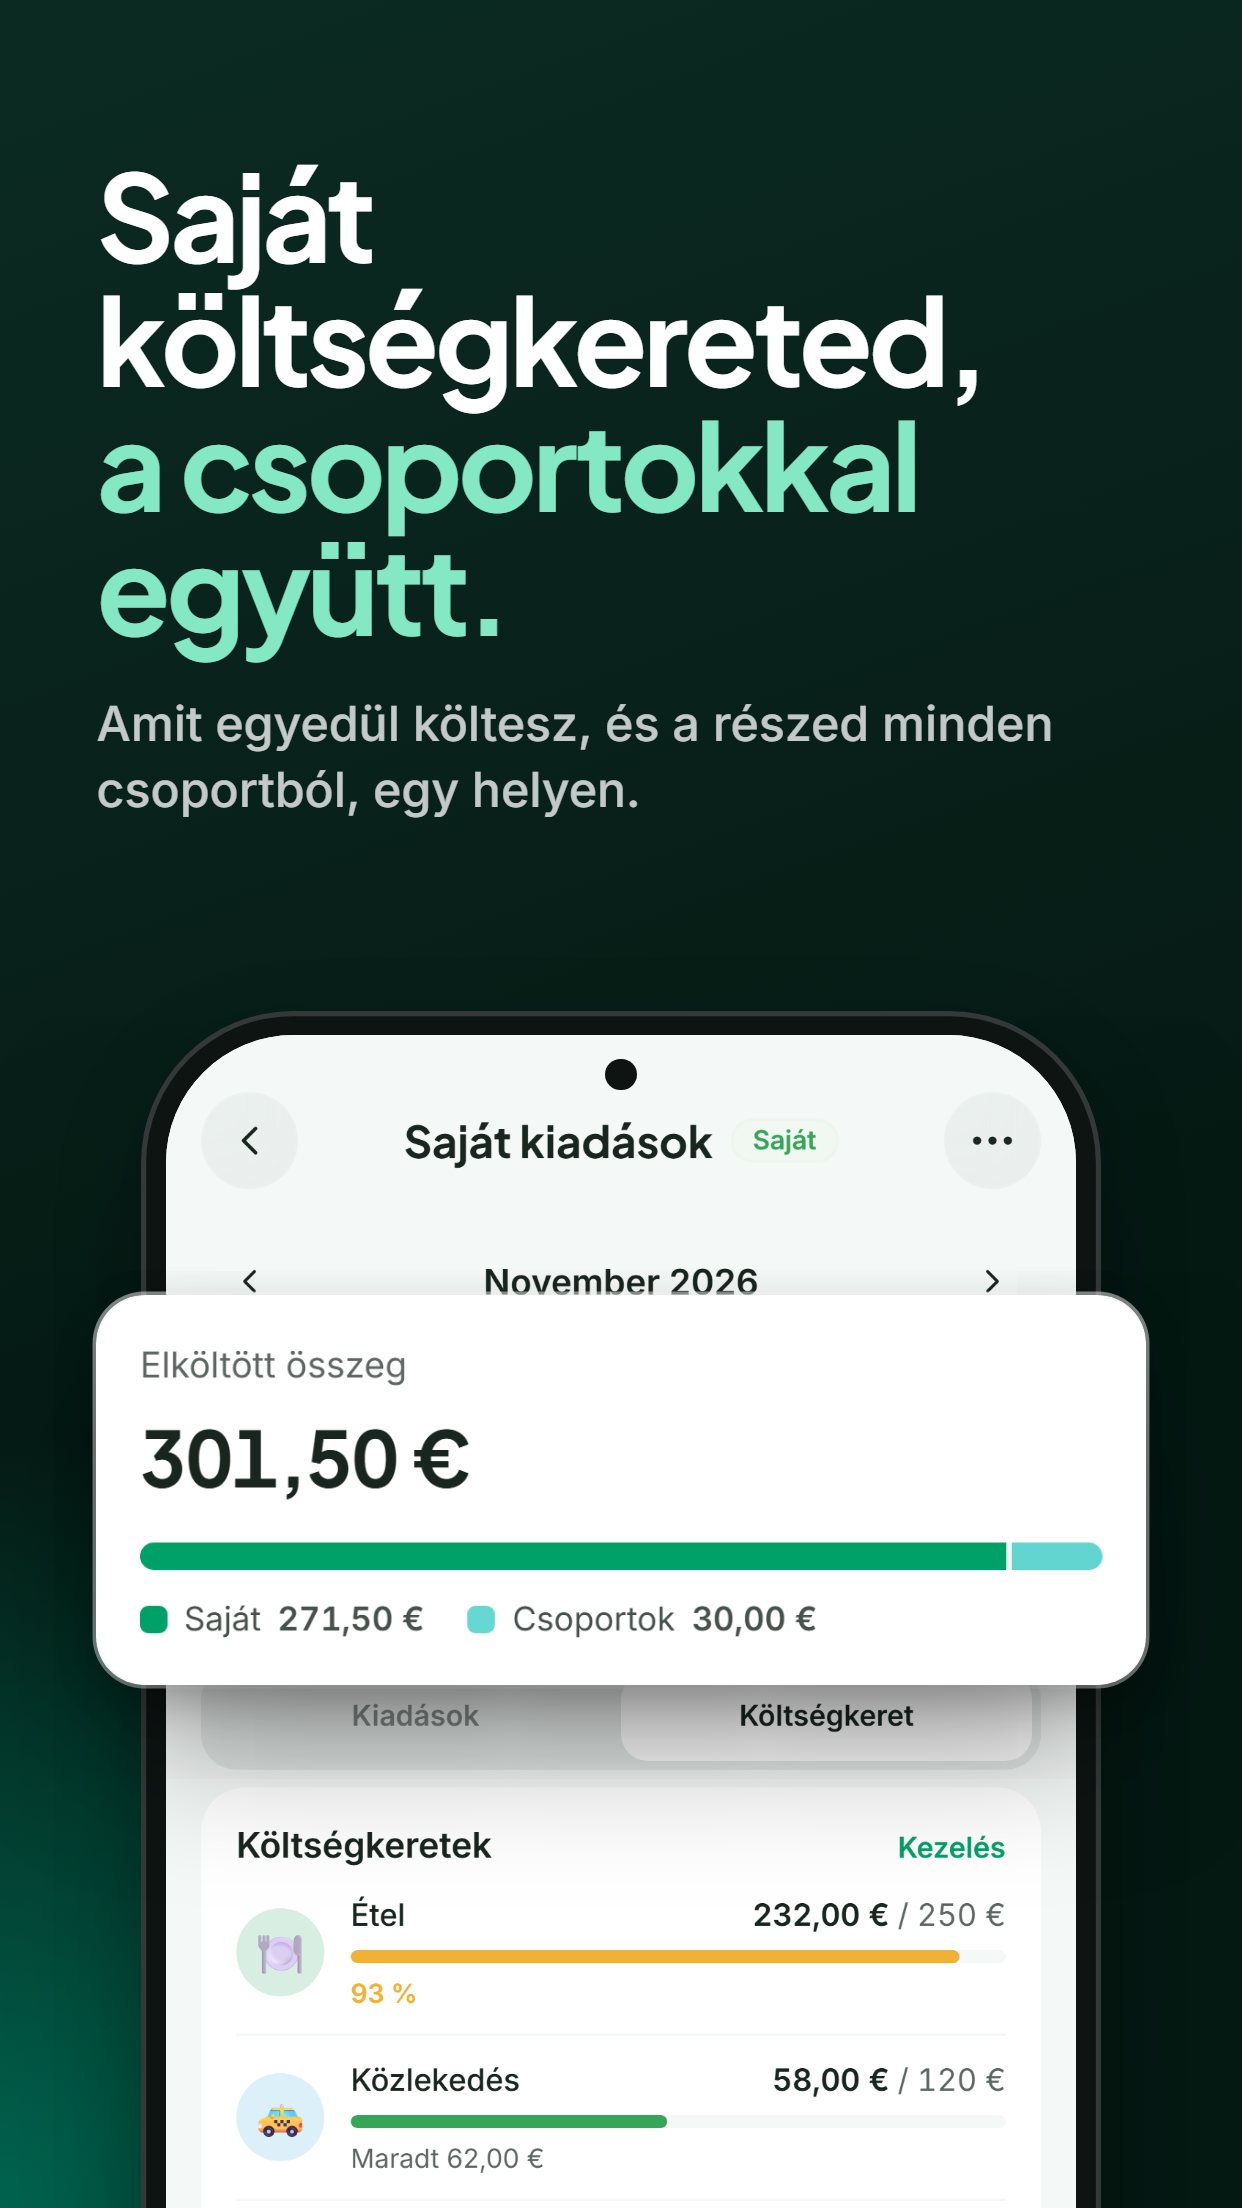 Saját
költségkereted,
a csoportokkal
együtt.
Amit egyedül költesz, és a részed minden
csoportból, egy helyen.
Saját kiadások Saját
November 2026
Elköltött összeg
301,50 €
Saját 271,50 € Csoportok 30,00 €
Kiadások Költségkeret
Költségkeretek Kezelés
Étel 232,00 € / 250 €
93 %
Közlekedés 58,00 € / 120 €
Maradt 62,00 €